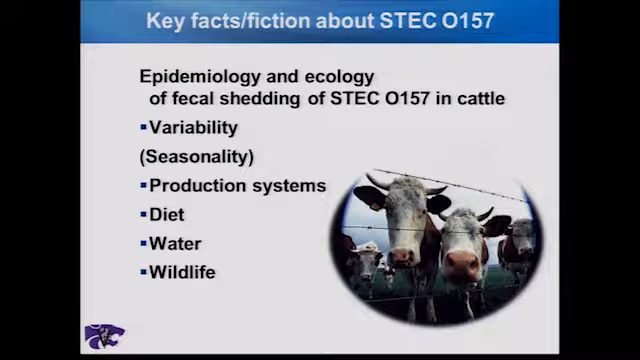 Key facts/fiction about STEC O157
Epidemiology and ecology
of fecal shedding of STEC O157 in cattle
▪Variability
(Seasonality)
▪Production systems
▪Diet
▪Water
▪Wildlife